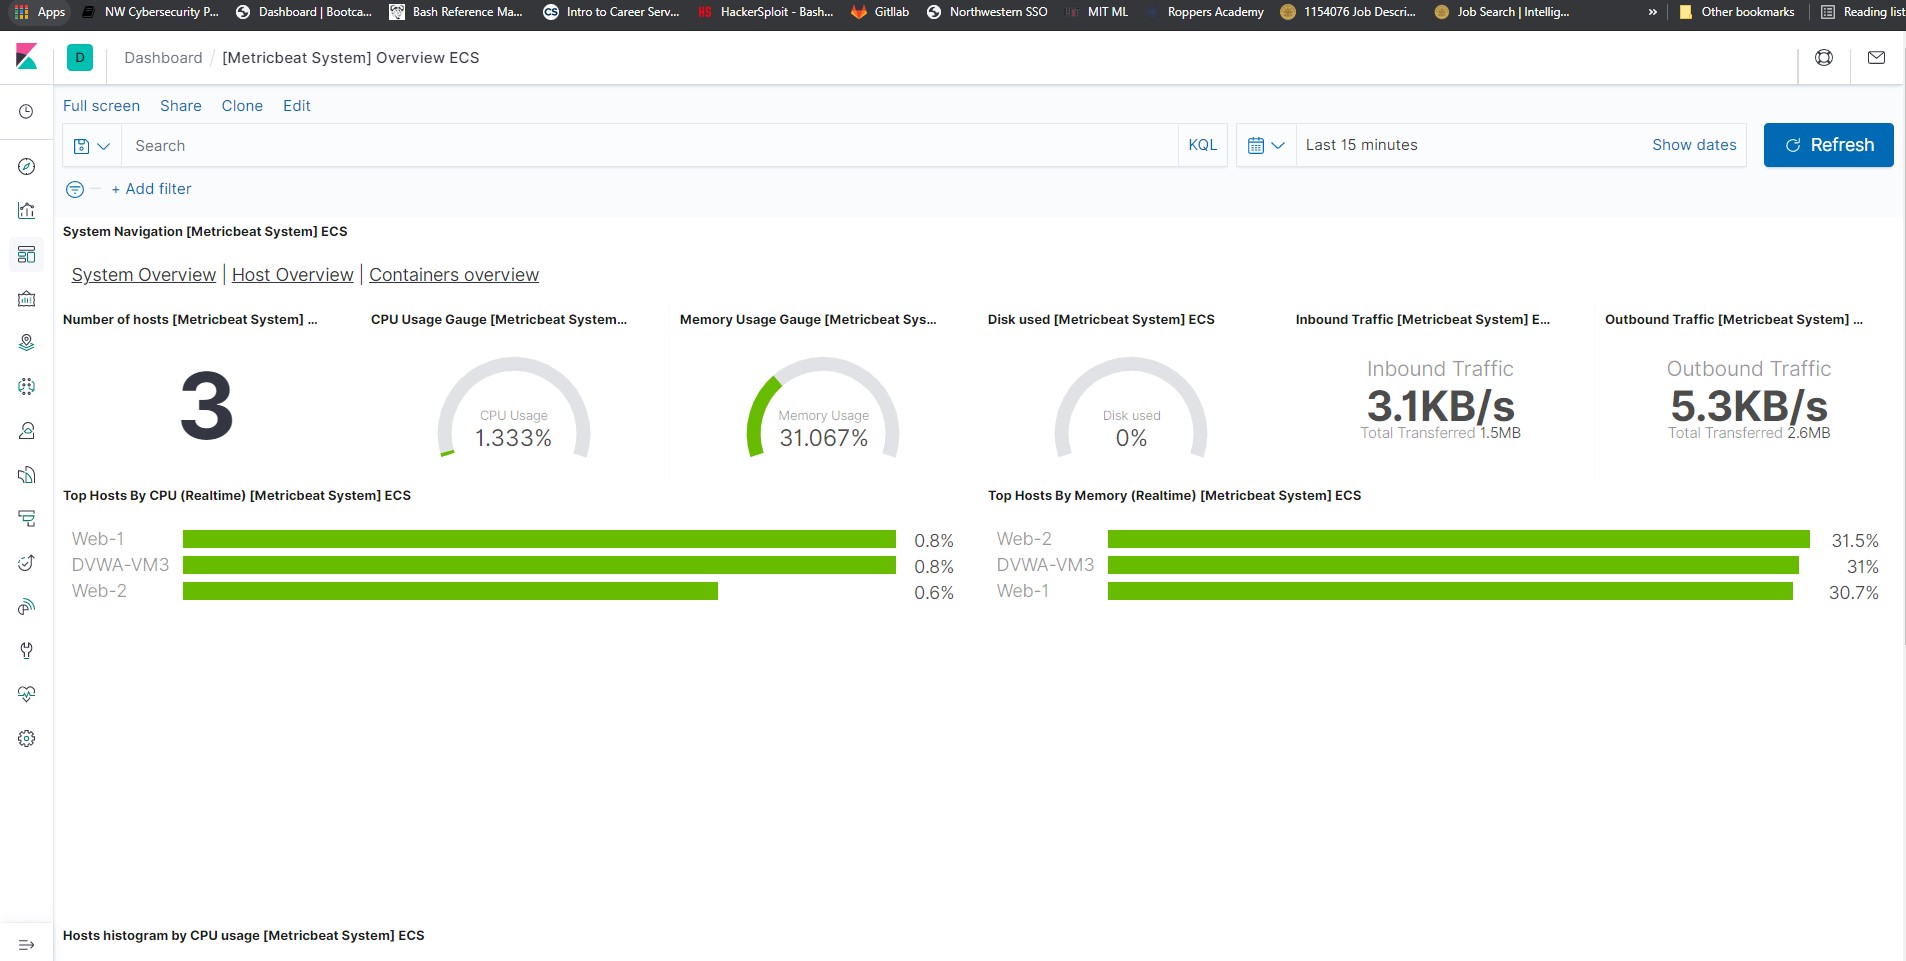 Apps NW Cybersecurity P... Dashboard | Bootca... Bash Reference Ma... CS Intro to Career Serv... HS HackerSploit - Bash... Gitllab Northwestern SSO MIT ML Roppers Academy 1154076 Job Descri... Job Search | Intellig... » Other bookmarks Reading list
D Dashboard / [Metricbeat System] Overview ECS
Full screen Share Clone Edit
Search KQL Last 15 minutes Show dates Refresh
+ Add filter
System Navigation [Metricbeat System] ECS
System Overview | Host Overview | Containers overview
Number of hosts [Metricbeat System] ... CPU Usage Gauge [Metricbeat System... Memory Usage Gauge [Metricbeat Sys... Disk used [Metricbeat System] ECS Inbound Traffic [Metricbeat System] E... Outbound Traffic [Metricbeat System] ...
3
CPU Usage
1.333%
Memory Usage
31.067%
Disk used
0%
Inbound Traffic
3.1KB/s
Total Transferred 1.5MB
Outbound Traffic
5.3KB/s
Total Transferred 2.6MB
Top Hosts By CPU (Realtime) [Metricbeat System] ECS
Web-1 0.8%
DVWA-VM3 0.8%
Web-2 0.6%
Top Hosts By Memory (Realtime) [Metricbeat System] ECS
Web-2 31.5%
DVWA-VM3 31%
Web-1 30.7%
Hosts histogram by CPU usage [Metricbeat System] ECS